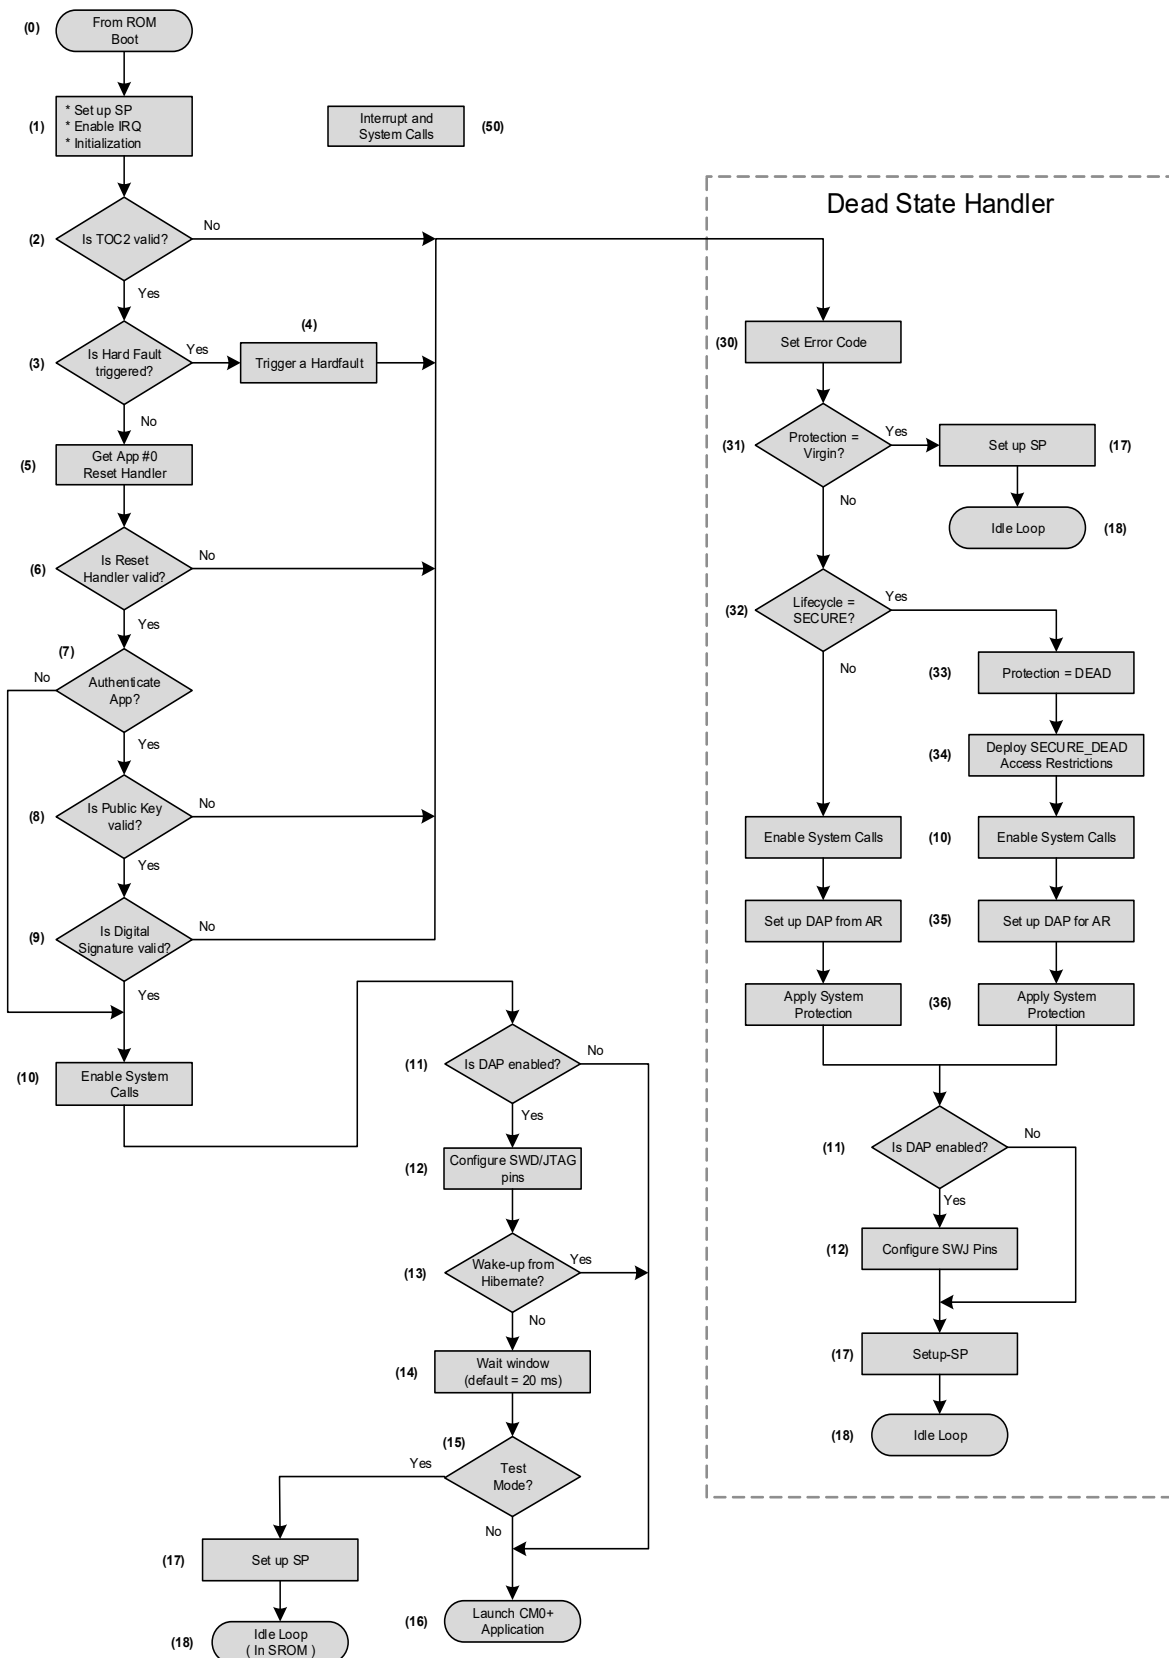 (0)
From ROM
Boot
(1)
* Set up SP
* Enable IRQ
* Initialization
Interrupt and
System Calls
(50)
Dead State Handler
(2)
Is TOC2 valid?
No
Yes
(3)
Is Hard Fault
triggered?
Yes
No
(4)
Trigger a Hardfault
(5)
Get App #0
Reset Handler
(6)
Is Reset
Handler valid?
No
Yes
(7)
No
Authenticate
App?
Yes
(8)
Is Public Key
valid?
No
Yes
(9)
Is Digital
Signature valid?
No
Yes
(10)
Enable System
Calls
(11)
Is DAP enabled?
No
Yes
(12)
Configure SWD/JTAG
pins
(13)
Wake-up from
Hibernate?
Yes
No
(14)
Wait window
(default = 20 ms)
(15)
Yes
Test
Mode?
No
(17)
Set up SP
(18)
Idle Loop
( In SROM )
(16)
Launch CM0+
Application
(30)
Set Error Code
(31)
Protection =
Virgin?
Yes
No
Set up SP
(17)
Idle Loop
(18)
(32)
Lifecycle =
SECURE?
Yes
No
(33)
Protection = DEAD
(34)
Deploy SECURE_DEAD
Access Restrictions
Enable System Calls
(10)
Enable System Calls
Set up DAP from AR
(35)
Set up DAP for AR
Apply System
Protection
(36)
Apply System
Protection
(11)
Is DAP enabled?
No
Yes
(12)
Configure SWJ Pins
(17)
Setup-SP
(18)
Idle Loop